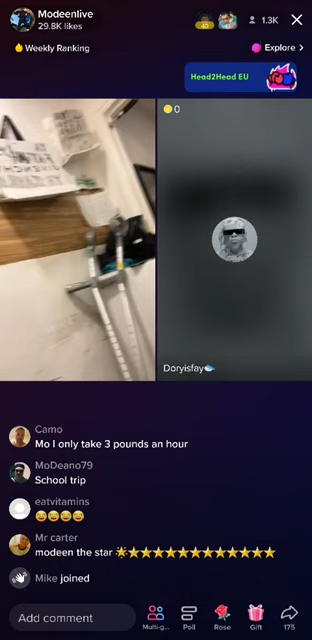 Modeenlive
29.8K likes
40
42
1.3K
Weekly Ranking
Explore >
Head2Head EU
0
Doryisfay🐟
Camo
Mo I only take 3 pounds an hour
MoDeano79
School trip
eatvitamins
😅😅😅😅
Mr carter
modeen the star 🌟⭐⭐⭐⭐⭐⭐⭐⭐⭐⭐⭐⭐⭐
Mike joined
Add comment
Multi-g...
Poll
Rose
Gift
175